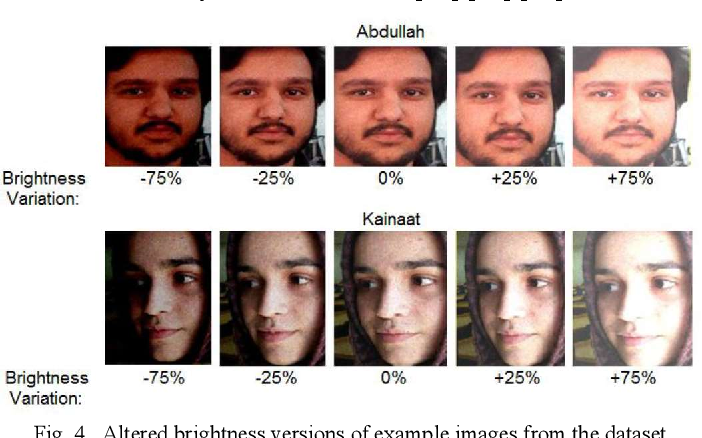 Abdullah
Brightness Variation: -75% -25% 0% +25% +75%
Kainaat
Brightness Variation: -75% -25% 0% +25% +75%
Fig. 4. Altered brightness versions of example images from the dataset